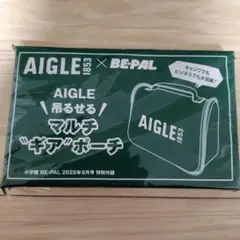 AIGLE 1853 × BE-PAL
キャンプでも
ビジネスでも大活躍!
AIGLE
吊るせる
マルチ
"ギア"ポーチ
AIGLE 1853
小学館 BE-PAL 2025年6月号 特別付録